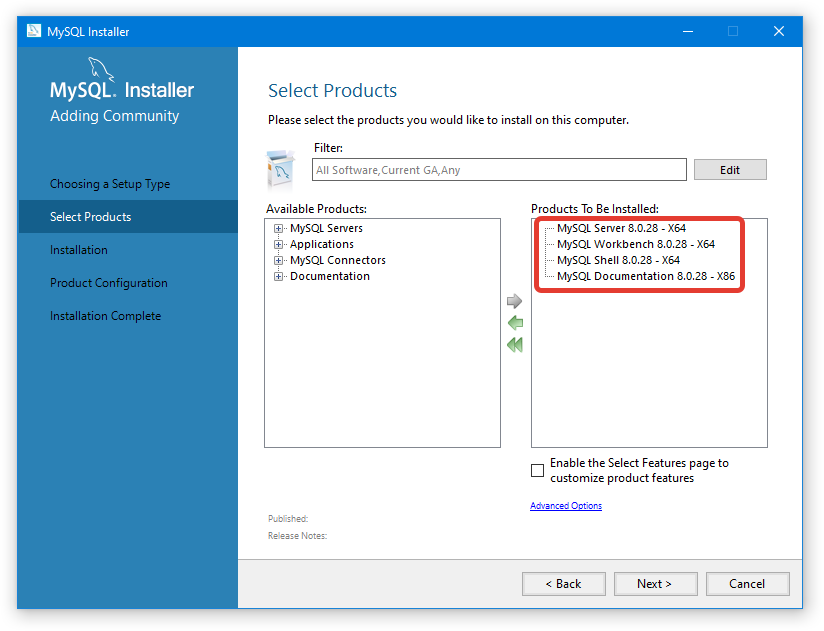 MySQL Installer
MySQL. Installer
Adding Community
Choosing a Setup Type
Select Products
Installation
Product Configuration
Installation Complete
Select Products
Please select the products you would like to install on this computer.
Filter:
All Software,Current GA,Any
Edit
Available Products:
MySQL Servers
Applications
MySQL Connectors
Documentation
Products To Be Installed:
MySQL Server 8.0.28 - X64
MySQL Workbench 8.0.28 - X64
MySQL Shell 8.0.28 - X64
MySQL Documentation 8.0.28 - X86
Enable the Select Features page to
customize product features
Advanced Options
Published:
Release Notes:
< Back
Next >
Cancel